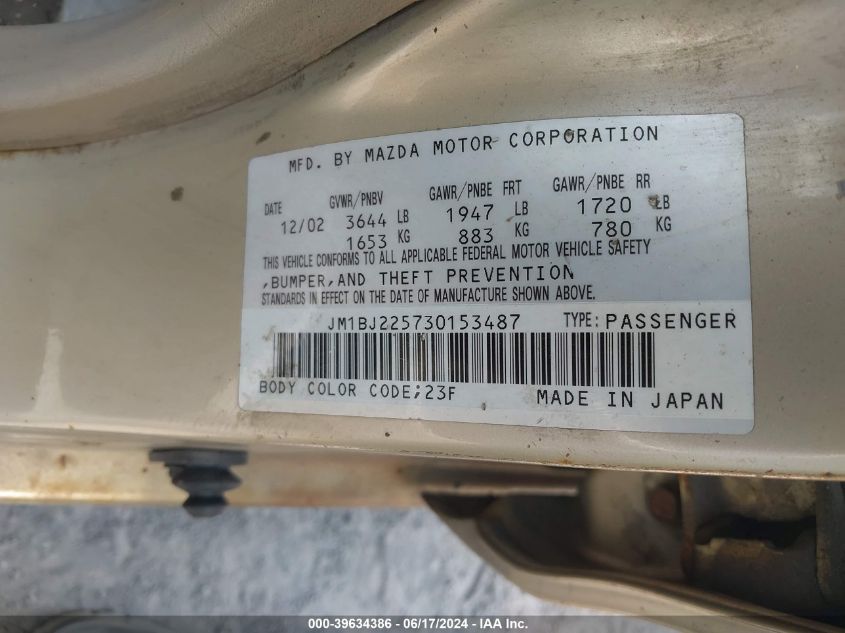 MFD. BY MAZDA MOTOR CORPORATION
DATE GVWR/PNBV GAWR/PNBE FRT GAWR/PNBE RR
12/02 3644 LB 1947 LB 1720 LB
1653 KG 883 KG 780 KG
THIS VEHICLE CONFORMS TO ALL APPLICABLE FEDERAL MOTOR VEHICLE SAFETY
,BUMPER,AND THEFT PREVENTION
STANDARDS IN EFFECT ON THE DATE OF MANUFACTURE SHOWN ABOVE.
JM1BJ225730153487 TYPE:PASSENGER
BODY COLOR CODE;23F MADE IN JAPAN
000-39634386 - 06/17/2024 - IAA Inc.